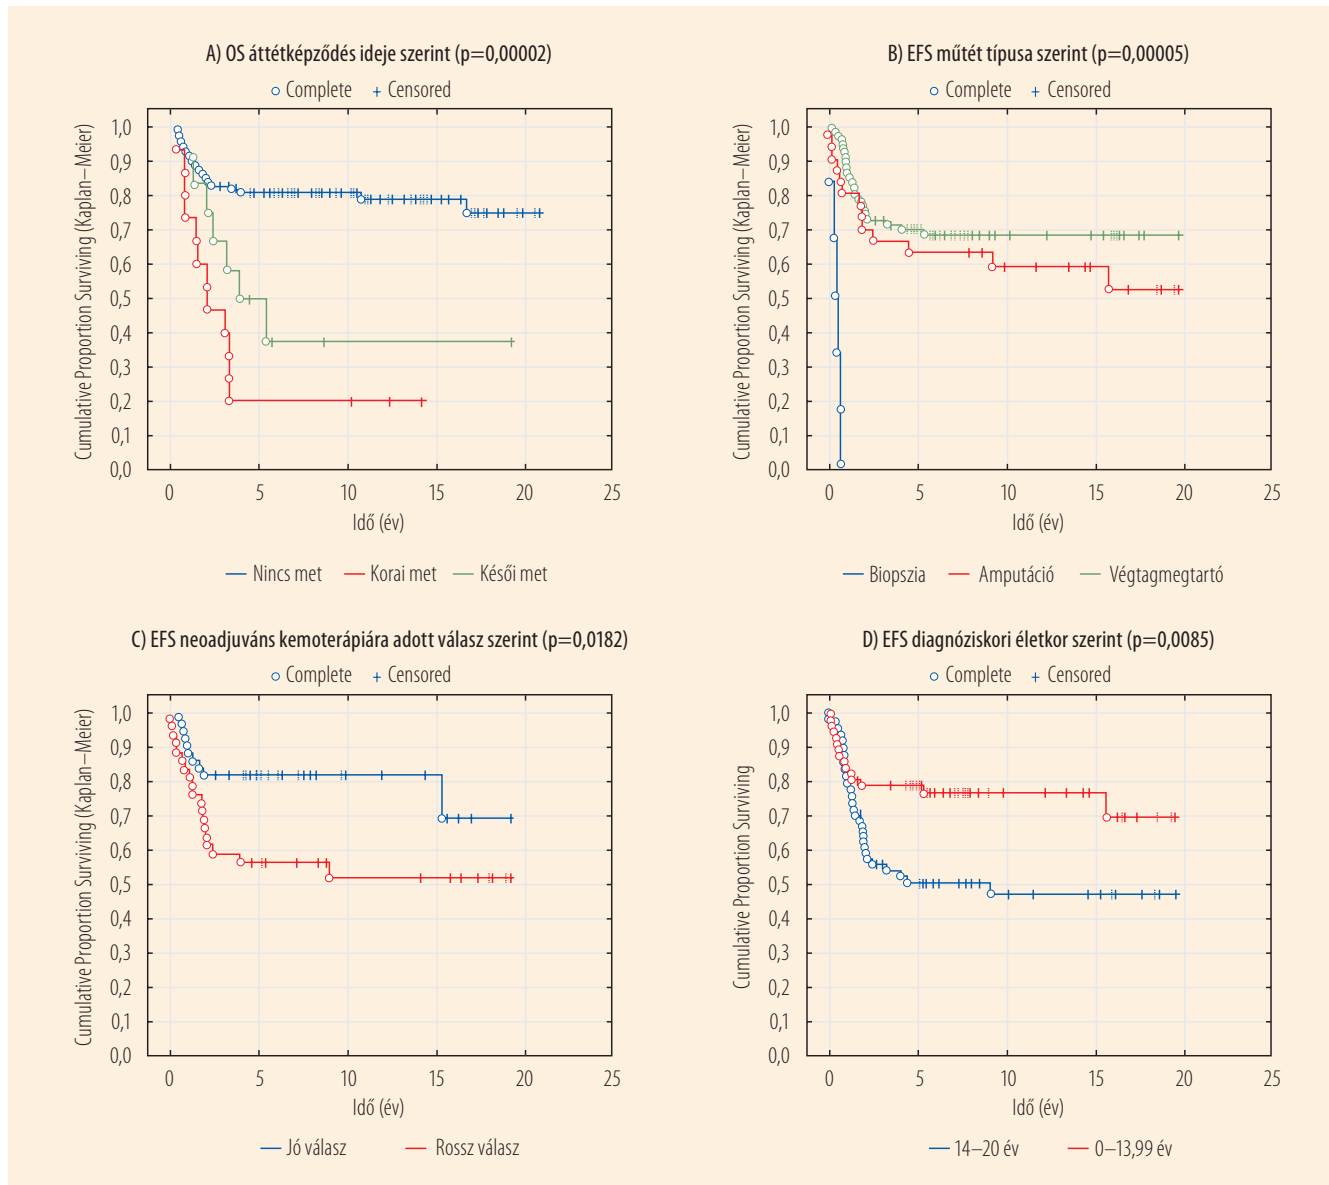 A) OS áttétképződés ideje szerint (p=0,00002)
Complete Censored
Cumulative Proportion Surviving (Kaplan–Meier)
1,0
0,9
0,8
0,7
0,6
0,5
0,4
0,3
0,2
0,1
0,0
0 5 10 15 20 25
Idő (év)
Nincs met Korai met Késői met
B) EFS műtét típusa szerint (p=0,00005)
Complete Censored
Cumulative Proportion Surviving (Kaplan–Meier)
1,0
0,9
0,8
0,7
0,6
0,5
0,4
0,3
0,2
0,1
0,0
0 5 10 15 20 25
Idő (év)
Biopszia Amputáció Végtagmegtartó
C) EFS neoadjuváns kemoterápiára adott válasz szerint (p=0,0182)
Complete Censored
Cumulative Proportion Surviving (Kaplan–Meier)
1,0
0,9
0,8
0,7
0,6
0,5
0,4
0,3
0,2
0,1
0,0
0 5 10 15 20 25
Idő (év)
Jó válasz Rossz válasz
D) EFS diagnóziskori életkor szerint (p=0,0085)
Complete Censored
Cumulative Proportion Surviving
1,0
0,9
0,8
0,7
0,6
0,5
0,4
0,3
0,2
0,1
0,0
0 5 10 15 20 25
Idő (év)
14–20 év 0–13,99 év